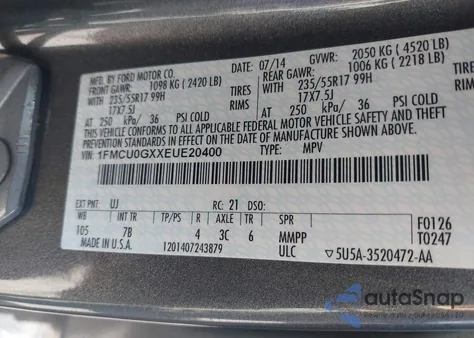 MFD. BY FORD MOTOR CO.
DATE: 07/14 GVWR: 2050 KG (4520 LB)
FRONT GAWR: 1098 KG (2420 LB) REAR GAWR: 1006 KG (2218 LB)
235/55R17 99H TIRES 235/55R17 99H
17X7.5J RIMS 17X7.5J
AT 250 kPa/ 36 PSI COLD AT 250 kPa/ 36 PSI COLD
THIS VEHICLE CONFORMS TO ALL APPLICABLE FEDERAL MOTOR VEHICLE SAFETY, BUMPER, AND THEFT
PREVENTION STANDARDS IN EFFECT ON THE DATE OF MANUFACTURE SHOWN ABOVE.
VIN: 1FMCU0GXXEUE20400 TYPE: MPV
EXT PNT: UJ RC: 21 DSO:
WB INT TR TP/PS R AXLE TR SPR F0126
105 7B 4 3C 6 MMPP T0247
MADE IN U.S.A. 1201407243879 ULC 5U5A-3520472-AA
autoSnap